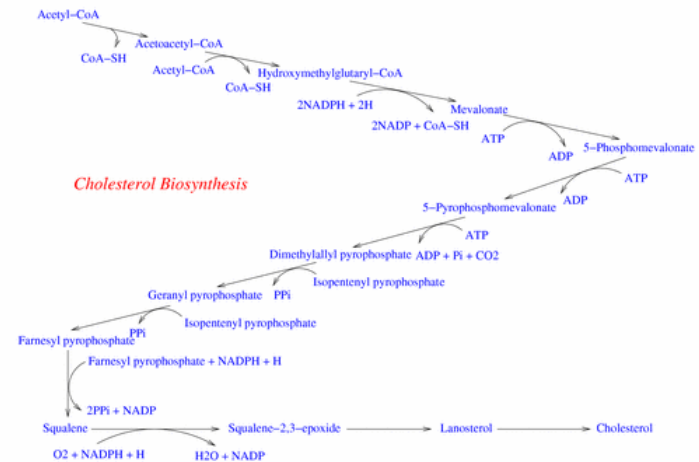 Acetyl−CoA
Acetoacetyl−CoA
CoA−SH
Acetyl−CoA
Hydroxymethylglutaryl−CoA
CoA−SH
2NADPH + 2H
Mevalonate
2NADP + CoA−SH
ATP
5−Phosphomevalonate
ADP
ATP
Cholesterol Biosynthesis
ADP
5−Pyrophosphomevalonate
ATP
Dimethylallyl pyrophosphate
ADP + Pi + CO2
Isopentenyl pyrophosphate
Geranyl pyrophosphate
PPi
Isopentenyl pyrophosphate
PPi
Farnesyl pyrophosphate
Farnesyl pyrophosphate + NADPH + H
2PPi + NADP
Squalene
Squalene−2,3−epoxide
Lanosterol
Cholesterol
O2 + NADPH + H
H2O + NADP